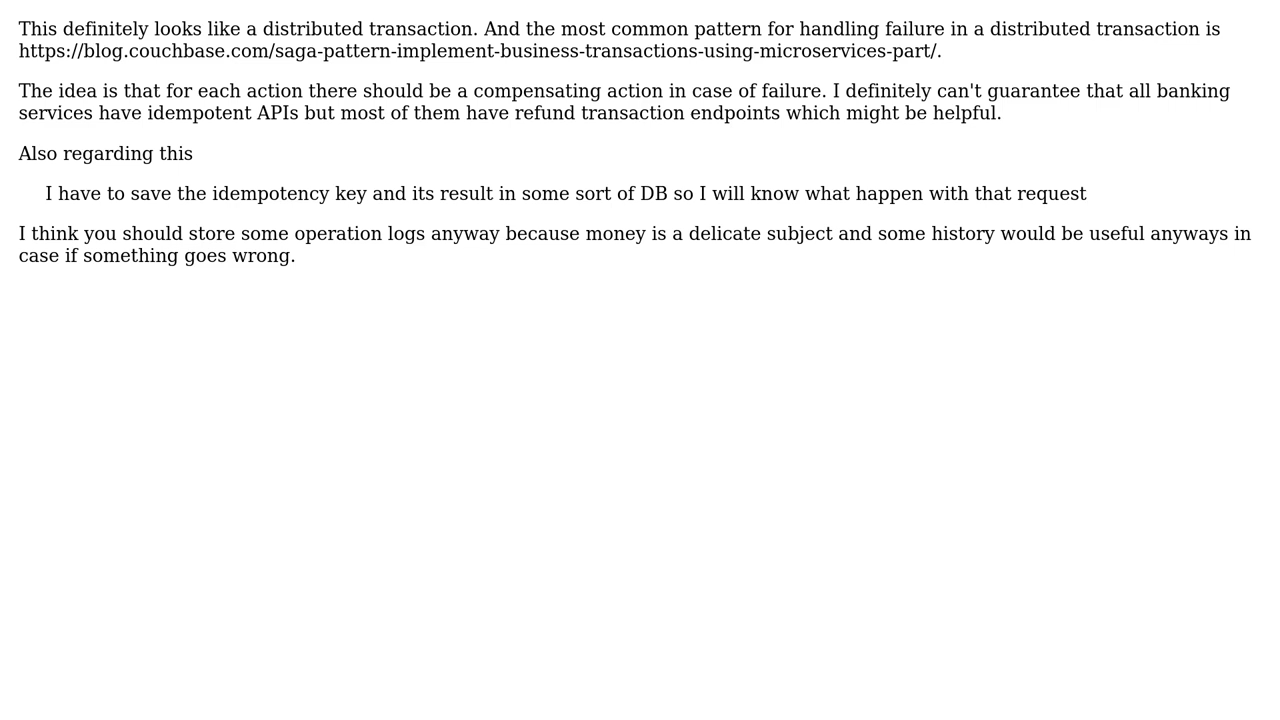 This definitely looks like a distributed transaction. And the most common pattern for handling failure in a distributed transaction is
https://blog.couchbase.com/saga-pattern-implement-business-transactions-using-microservices-part/.
The idea is that for each action there should be a compensating action in case of failure. I definitely can't guarantee that all banking
services have idempotent APIs but most of them have refund transaction endpoints which might be helpful.
Also regarding this
I have to save the idempotency key and its result in some sort of DB so I will know what happen with that request
I think you should store some operation logs anyway because money is a delicate subject and some history would be useful anyways in
case if something goes wrong.